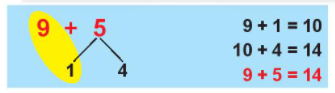 9 + 5
1 4
9 + 1 = 10
10 + 4 = 14
9 + 5 = 14